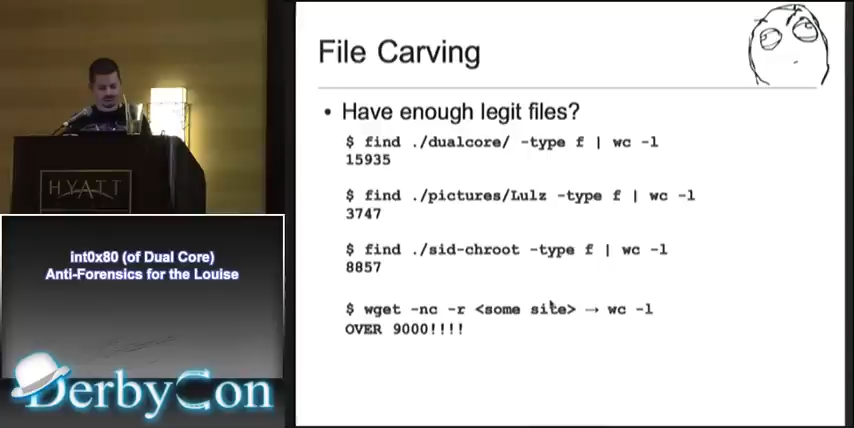 File Carving
• Have enough legit files?
$ find ./dualcore/ -type f | wc -l
15935
$ find ./pictures/Lulz -type f | wc -l
3747
$ find ./sid-chroot -type f | wc -l
8857
$ wget -nc -r <some site> → wc -l
OVER 9000!!!!
HYATT
int0x80 (of Dual Core)
Anti-Forensics for the Louise
DerbyCon